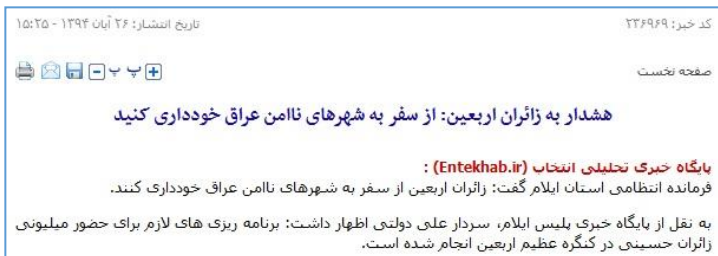 کد خبر: ۲۳۶۹۶۹
تاریخ انتشار: ۲۶ آبان ۱۳۹۴ - ۱۵:۲۵
صفحه نخست
پ پ
هشدار به زائران اربعین: از سفر به شهرهای ناامن عراق خودداری کنید
پایگاه خبری تحلیلی انتخاب (Entekhab.ir) :
فرمانده انتظامی استان ایلام گفت: زائران اربعین از سفر به شهرهای ناامن عراق خودداری کنند.
به نقل از پایگاه خبری پلیس ایلام، سردار علی دولتی اظهار داشت: برنامه ریزی های لازم برای حضور میلیونی
زائران حسینی در کنگره عظیم اربعین انجام شده است.